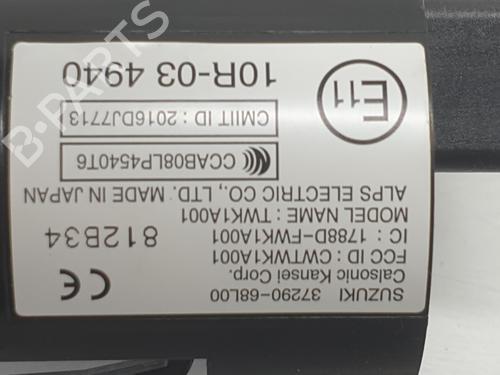 SUZUKI 37290-68L00
Calsonic Kansei Corp.
FCC ID : CWTWK1A001
IC : 1788D-FWK1A001
MODEL NAME : TWK1A001
ALPS ELECTRIC CO., LTD. MADE IN JAPAN
CE
812B34
CCAB08LP4540T6
CMIIT ID : 2016DJ7713
10R-03 4940
E11
B-PARTS